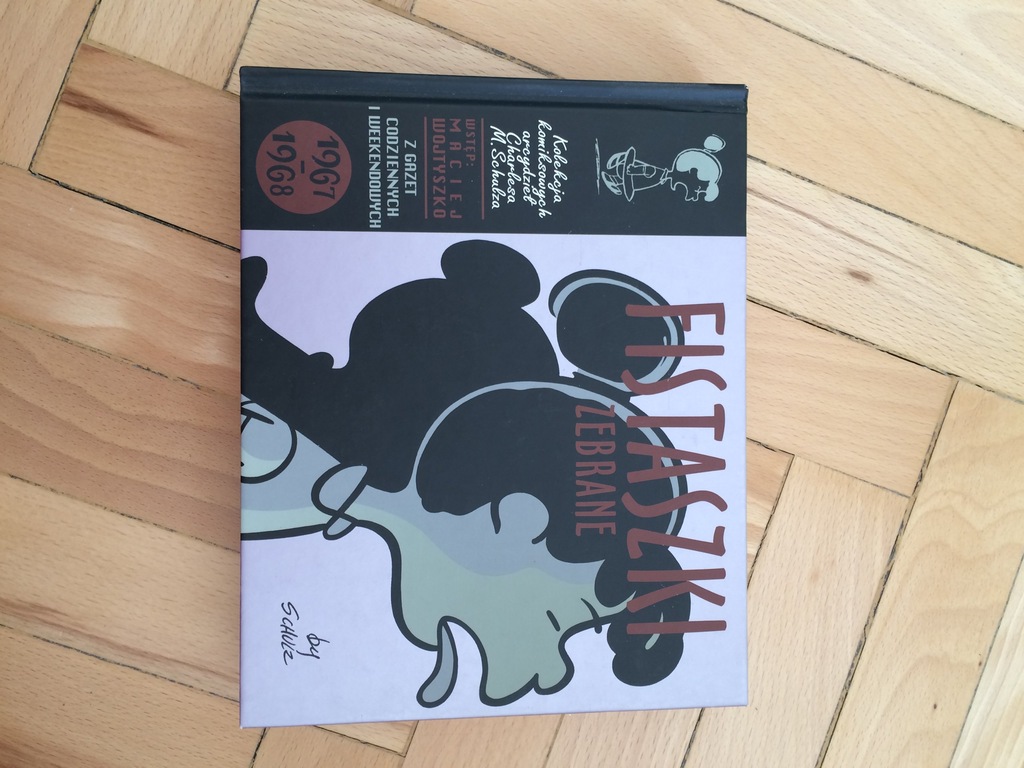 Kolekcja
komiksowych
arcydzieł
Charlesa
M. Schulza
WSTĘP:
MACIEJ
WOJTYSZKO
Z GAZET
CODZIENNYCH
I WEEKENDOWYCH
1967
-
1968
FISTASZKI
ZEBRANE
by
SCHULZ